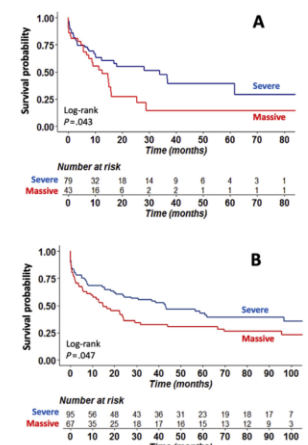 A
Survival probability
1.00
0.75
0.50
0.25
0.00
Severe
Massive
Log-rank
P=.043
0 10 20 30 40 50 60 70 80
Time (months)
Number at risk
Severe 79 32 18 14 9 6 4 3 1
Massive 43 16 6 2 2 1 1 1 1
0 10 20 30 40 50 60 70 80
Time (months)
B
Survival probability
1.00
0.75
0.50
0.25
0.00
Severe
Massive
Log-rank
P=.047
0 10 20 30 40 50 60 70 80 90 100
Time (months)
Number at risk
Severe 95 56 48 43 36 31 23 19 18 17 7
Massive 67 35 25 18 17 16 15 13 12 9 3
0 10 20 30 40 50 60 70 80 90 100